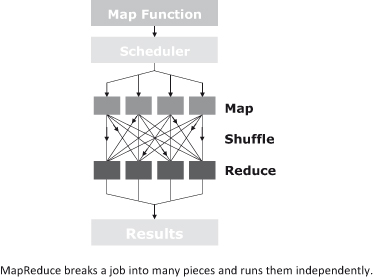 Map Function
Scheduler
Map
Shuffle
Reduce
Results
MapReduce breaks a job into many pieces and runs them independently.